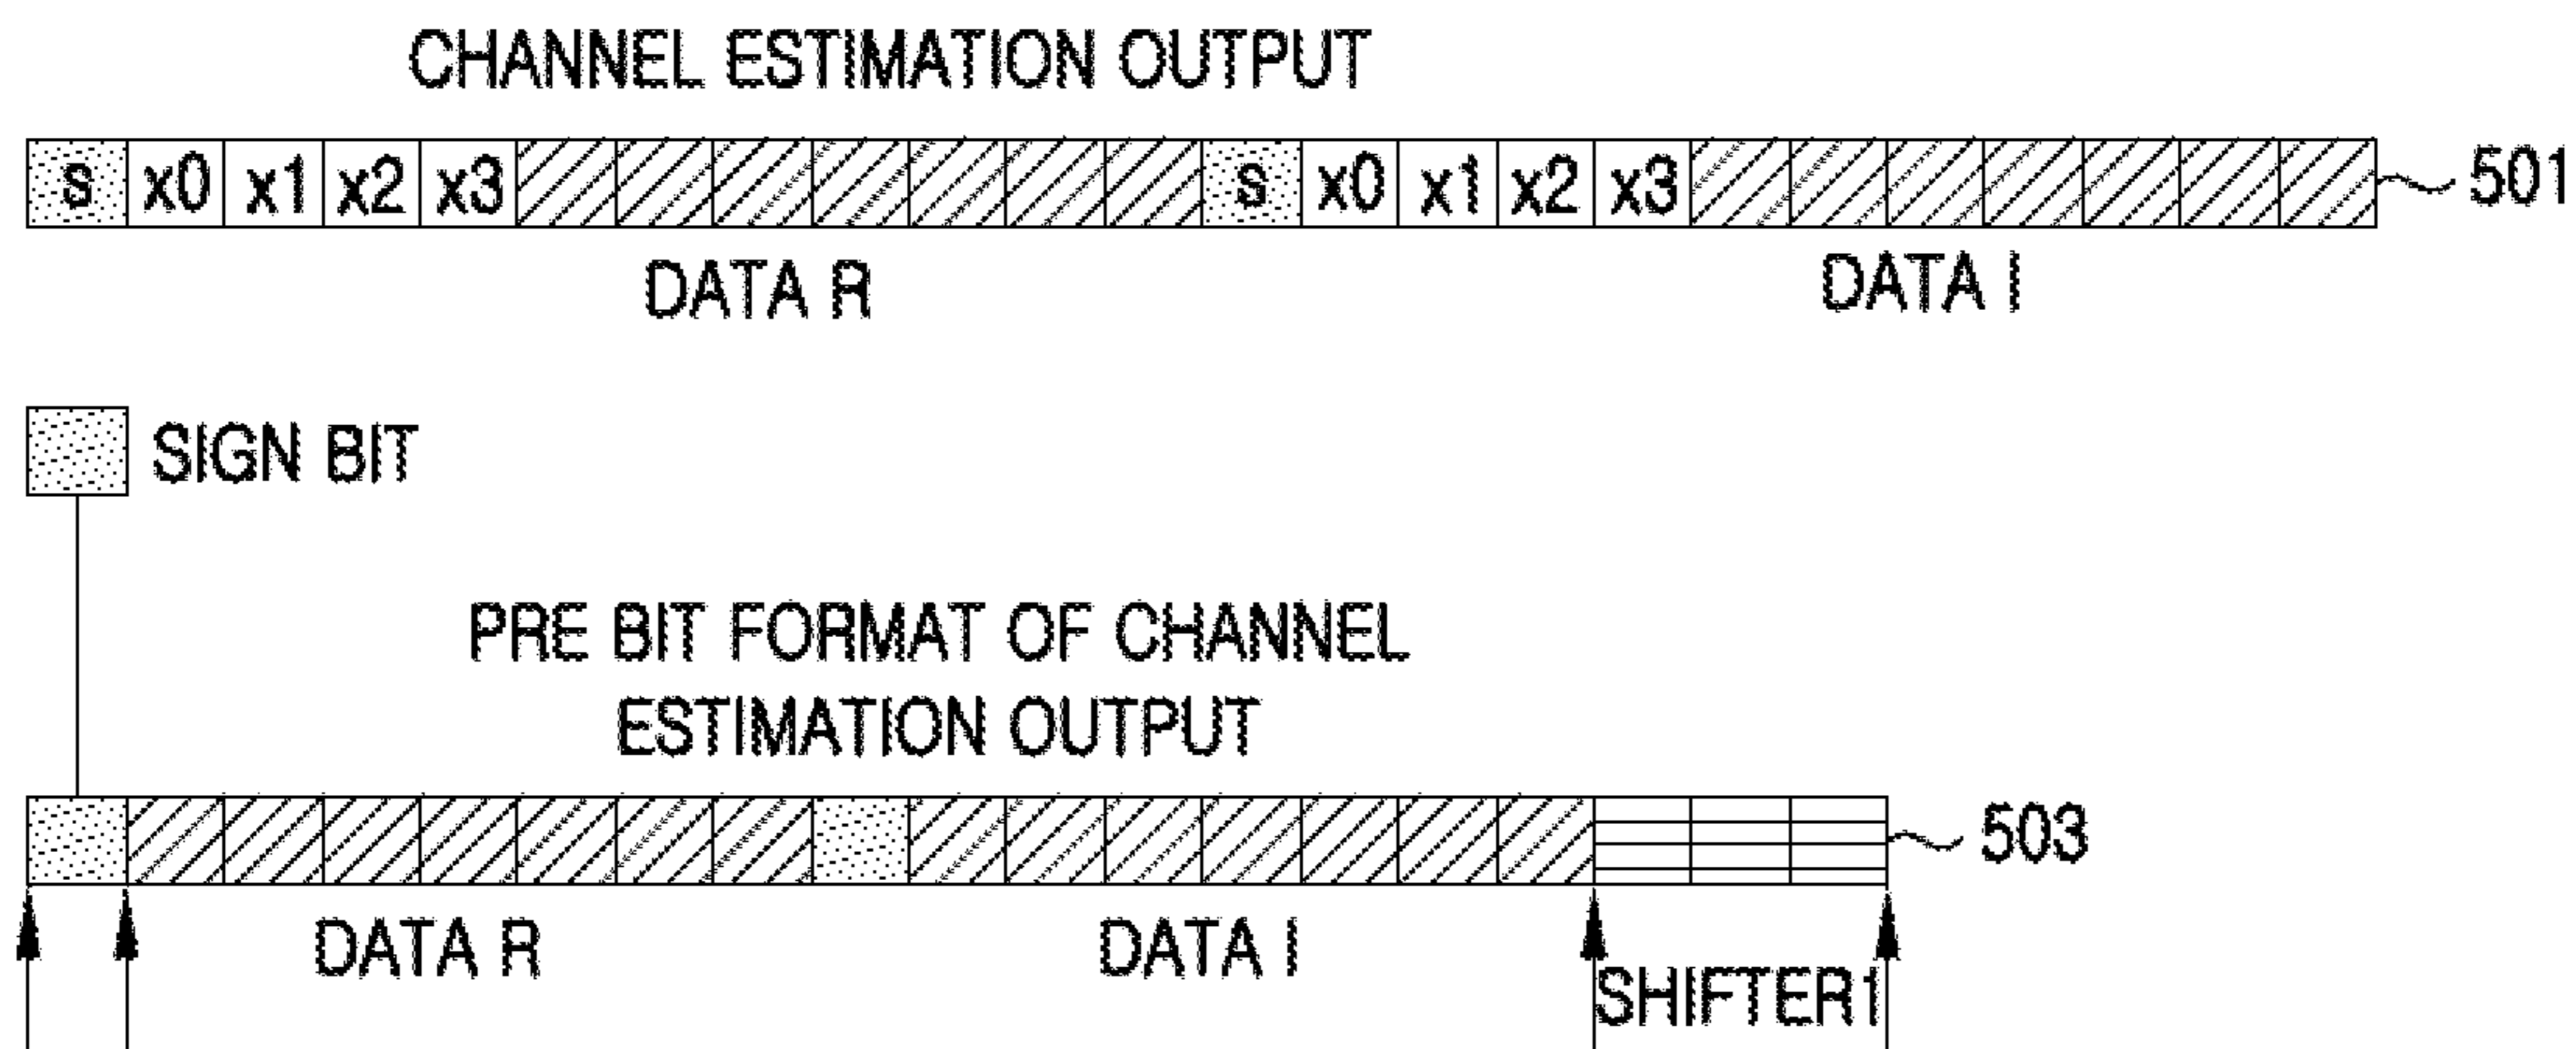 CHANNEL ESTIMATION OUTPUT
s x0 x1 x2 x3 s x0 x1 x2 x3 501
DATA R DATA I
SIGN BIT
PRE BIT FORMAT OF CHANNEL
ESTIMATION OUTPUT
503
DATA R DATA I
SHIFTER1